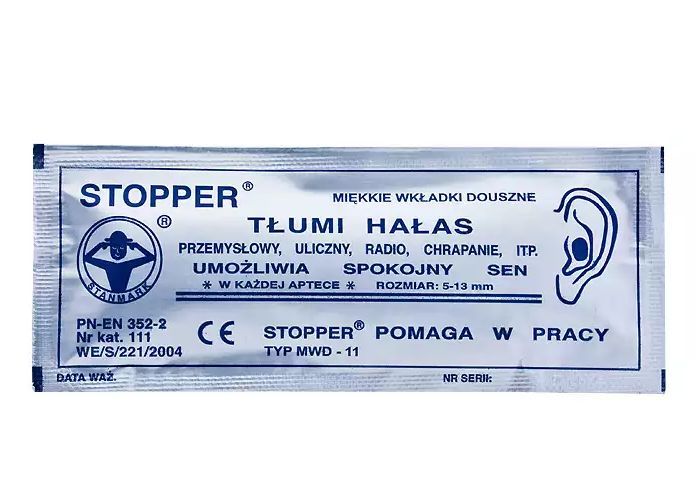 STOPPER®
MIĘKKIE WKŁADKI DOUSZNE
TŁUMI HAŁAS
PRZEMYSŁOWY, ULICZNY, RADIO, CHRAPANIE, ITP.
UMOŻLIWIA SPOKOJNY SEN
* W KAŻDEJ APTECE * ROZMIAR: 5-13 mm
®
STANMARK
PN-EN 352-2
Nr kat. 111
WE/S/221/2004
CE
STOPPER® POMAGA W PRACY
TYP MWD - 11
DATA WAŻ.
NR SERII: